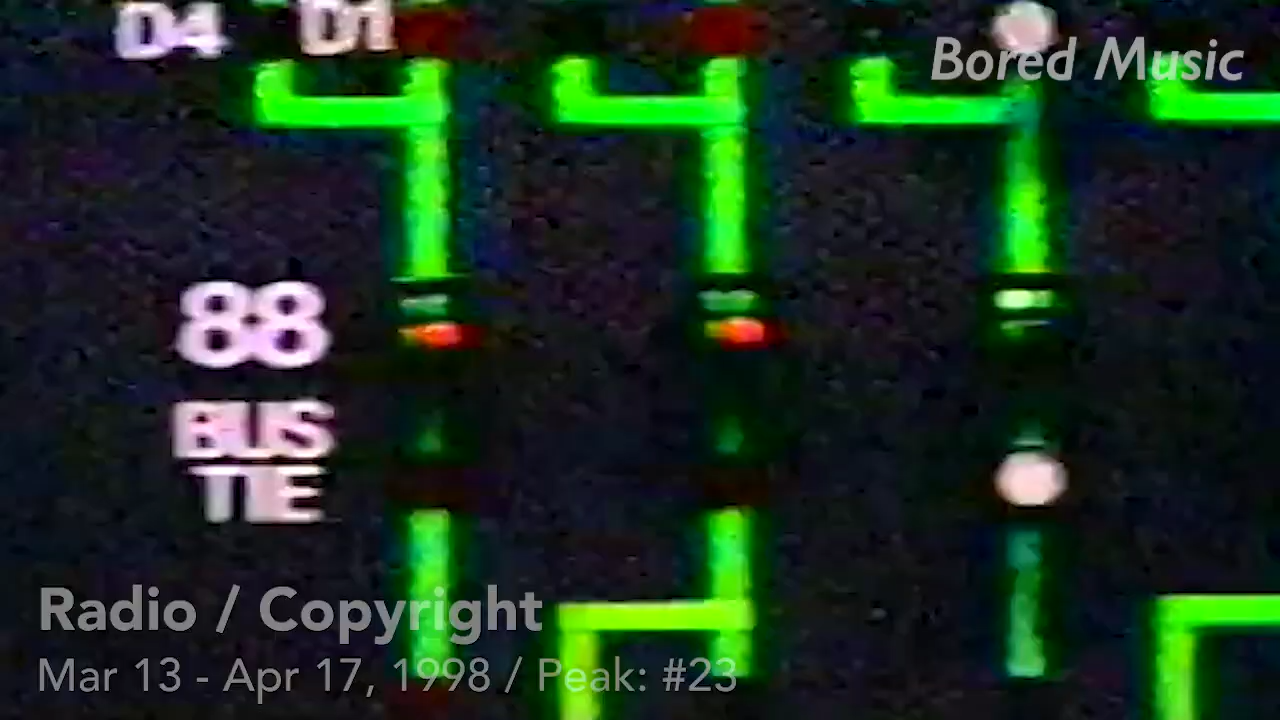 D4 D1
Bored Music
88
BUS
TIE
Radio / Copyright
Mar 13 - Apr 17, 1998 / Peak: #23